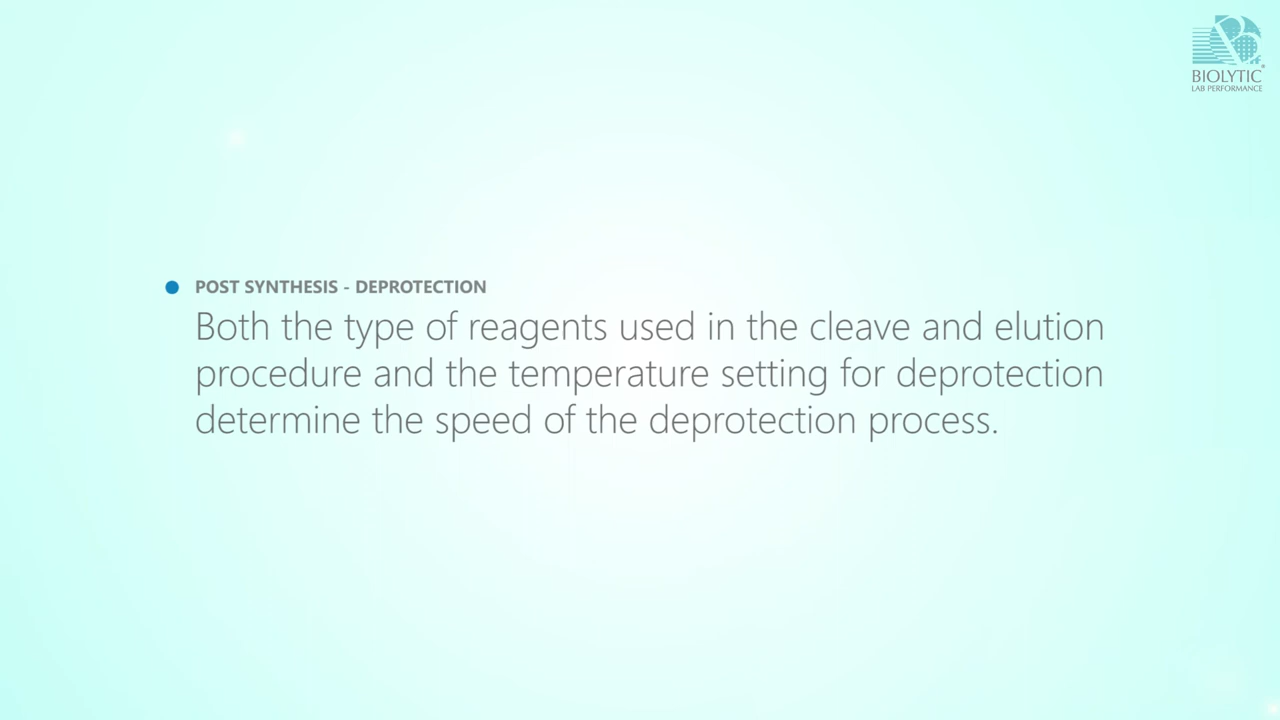 BIOLYTIC
LAB PERFORMANCE
POST SYNTHESIS - DEPROTECTION
Both the type of reagents used in the cleave and elution
procedure and the temperature setting for deprotection
determine the speed of the deprotection process.